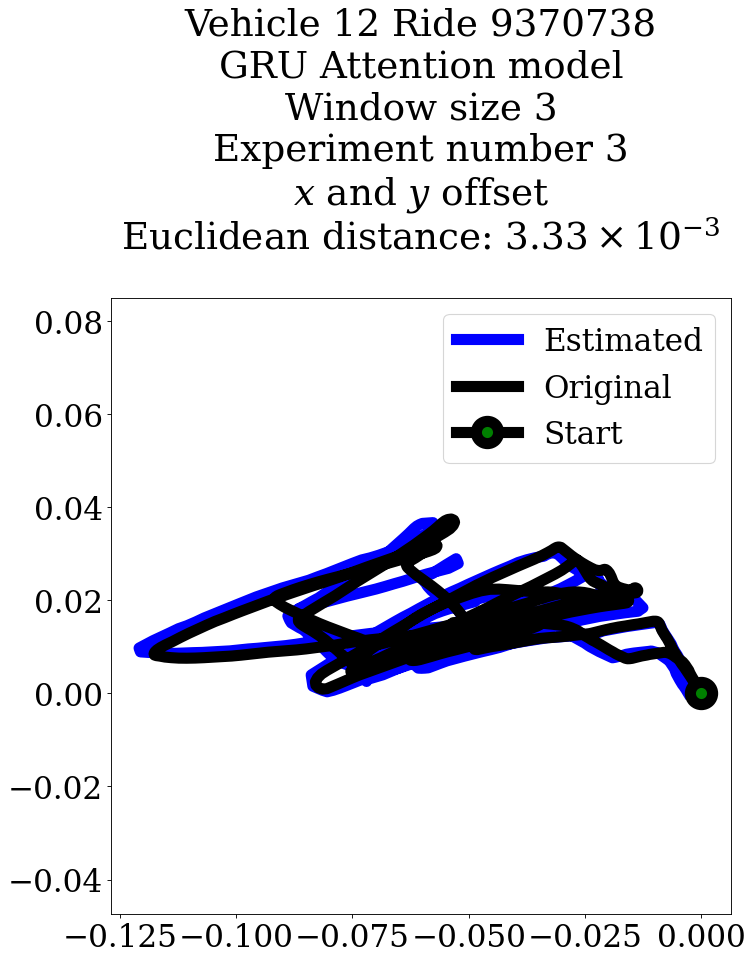 Vehicle 12 Ride 9370738
GRU Attention model
Window size 3
Experiment number 3
x and y offset
Euclidean distance: 3.33 × 10⁻³
Estimated
Original
Start
0.08
0.06
0.04
0.02
0.00
−0.02
−0.04
−0.125 −0.100 −0.075 −0.050 −0.025 0.000